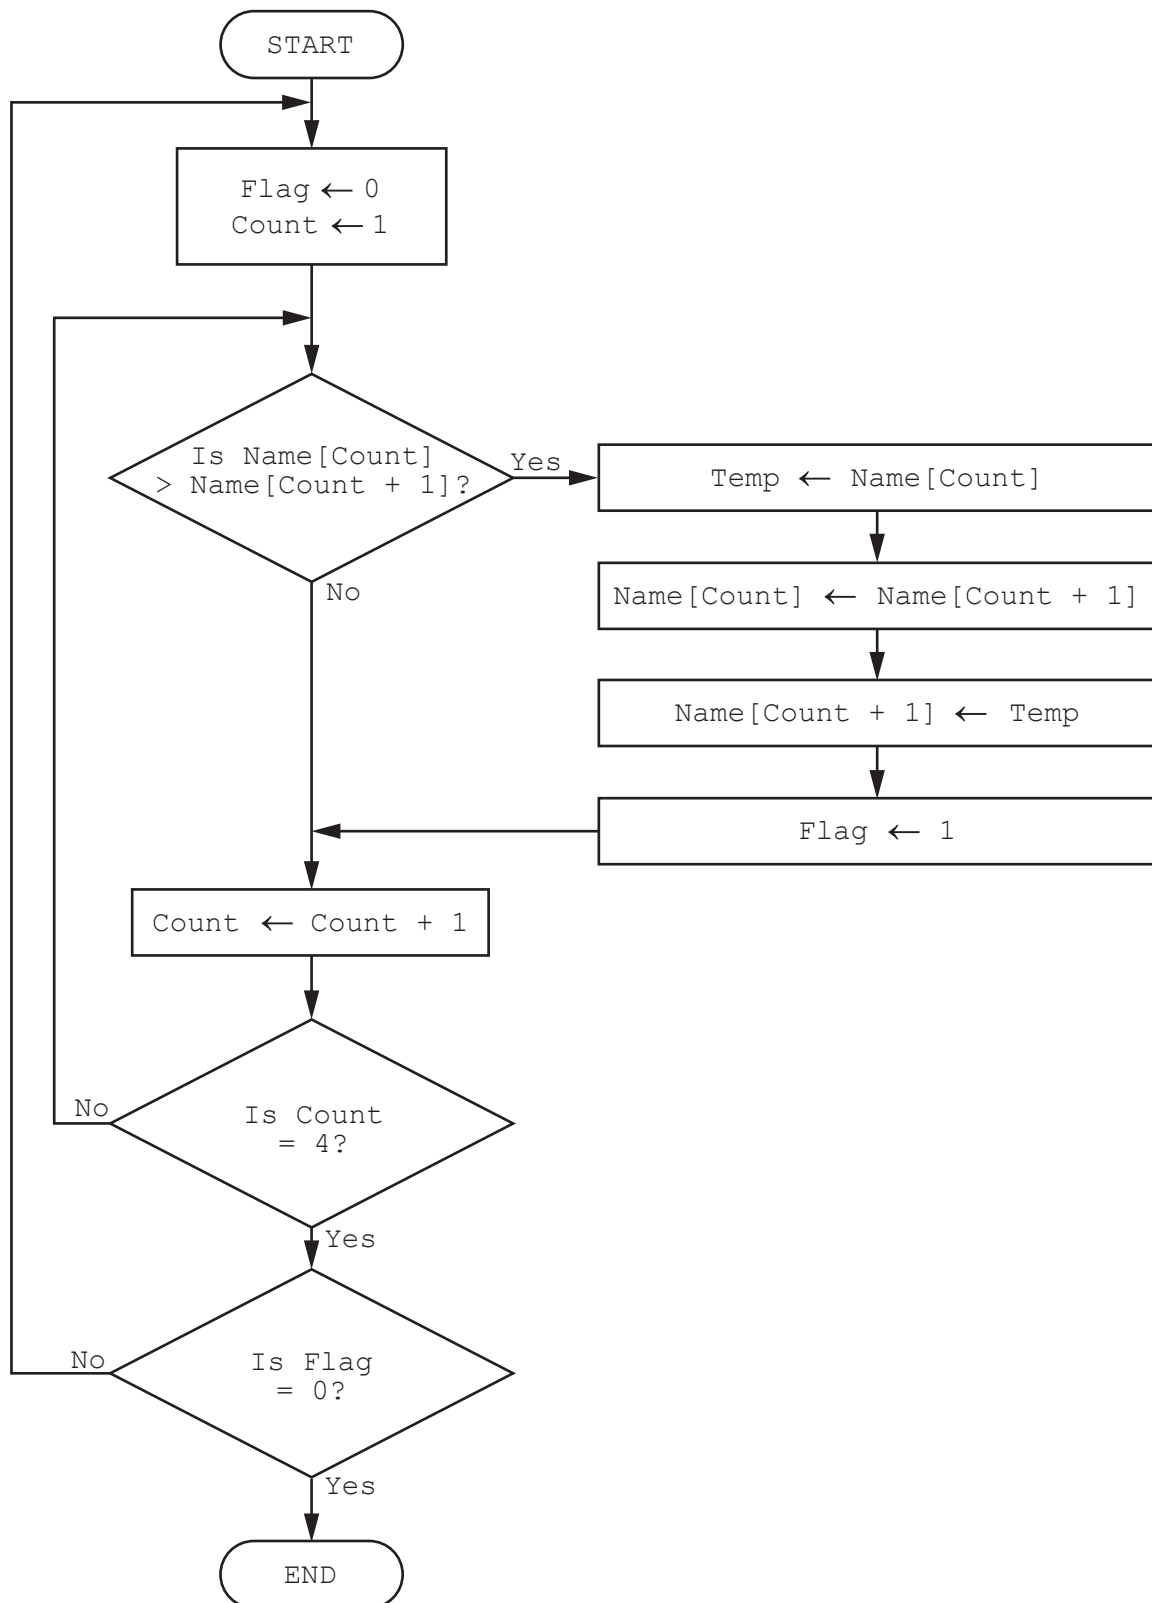 START
Flag ← 0
Count ← 1
Is Name[Count]
> Name[Count + 1]?
Yes
Temp ← Name[Count]
Name[Count] ← Name[Count + 1]
No
Name[Count + 1] ← Temp
Flag ← 1
Count ← Count + 1
Is Count
= 4?
No
Yes
Is Flag
= 0?
No
Yes
END